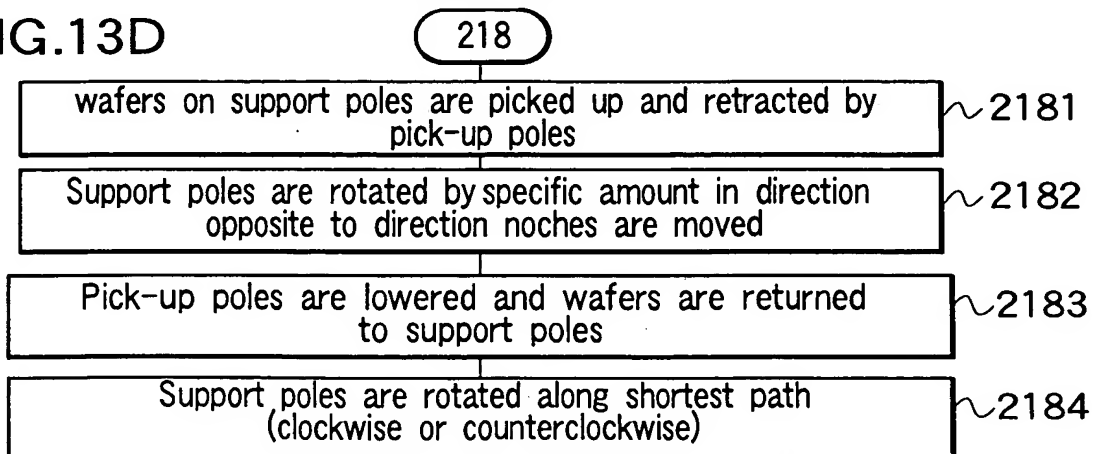 IG.13D
218
wafers on support poles are picked up and retracted by
pick-up poles
2181
Support poles are rotated by specific amount in direction
opposite to direction noches are moved
2182
Pick-up poles are lowered and wafers are returned
to support poles
2183
Support poles are rotated along shortest path
(clockwise or counterclockwise)
2184